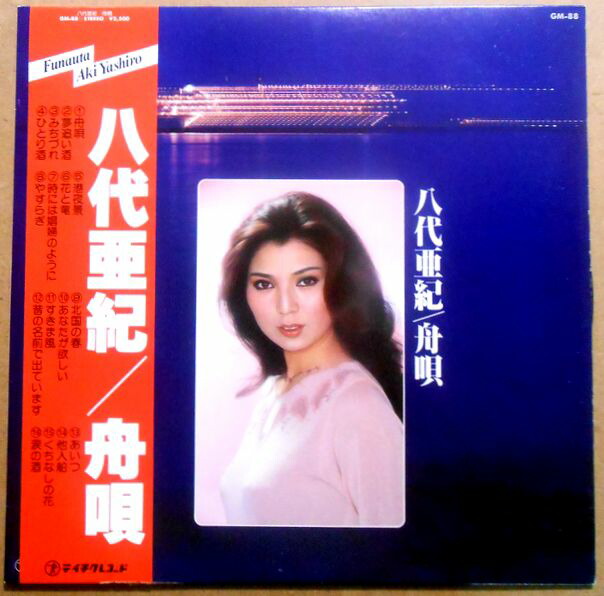 八代亜紀／舟唄
GM-88 STEREO ¥2,500
Funauta
Aki Yashiro
①舟唄
②夢追い酒
③みちづれ
④ひとり酒
⑤港夜景
⑥花と竜
⑦時には娼婦のように
⑧やすらぎ
⑨北国の春
⑩あなたが欲しい
⑪すきま風
⑫昔の名前で出ています
⑬あいつ
⑭他人船
⑮くちなしの花
⑯涙の酒
八代亜紀／舟唄
テイチクレコード
GM-88
八代亜紀／舟唄